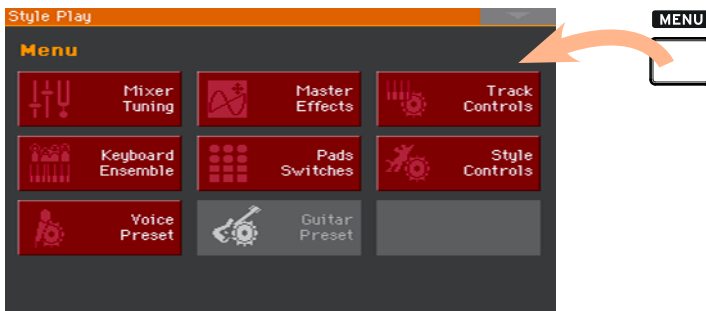 Style Play
MENU
Menu
Mixer
Tuning
Master
Effects
Track
Controls
Keyboard
Ensemble
Pads
Switches
Style
Controls
Voice
Preset
Guitar
Preset